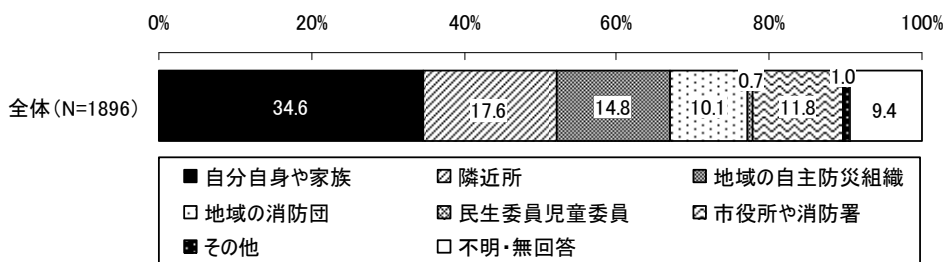 0% 20% 40% 60% 80% 100%
全体(N=1896) 34.6 17.6 14.8 10.1 0.7 11.8 1.0 9.4
自分自身や家族 隣近所 地域の自主防災組織
地域の消防団 民生委員児童委員 市役所や消防署
その他 不明・無回答